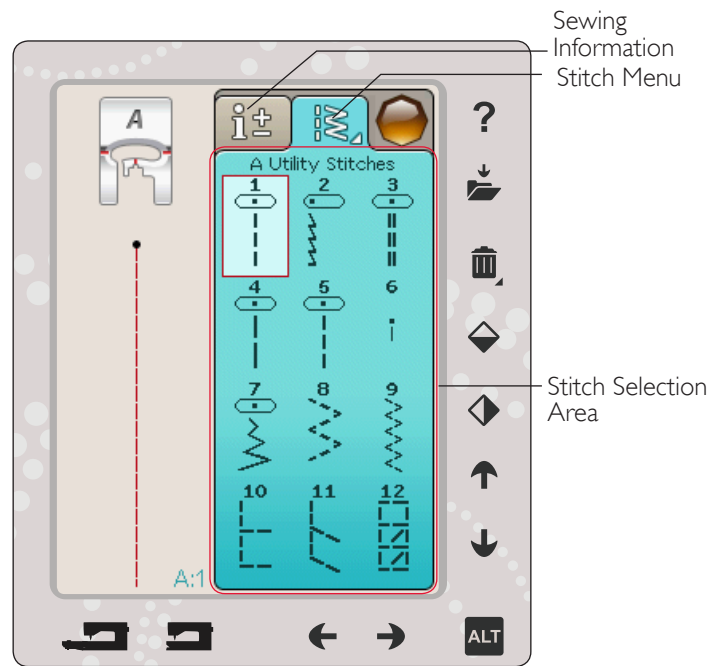 Sewing
Information
Stitch Menu
A
i±
?
A Utility Stitches
1 2 3
4 5 6
7 8 9
10 11 12
Stitch Selection
Area
A:1
ALT